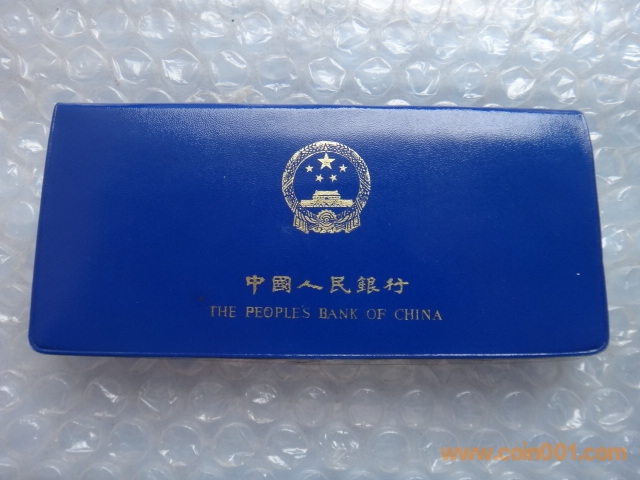 中國人民銀行
THE PEOPLE'S BANK OF CHINA
www.coin001.com